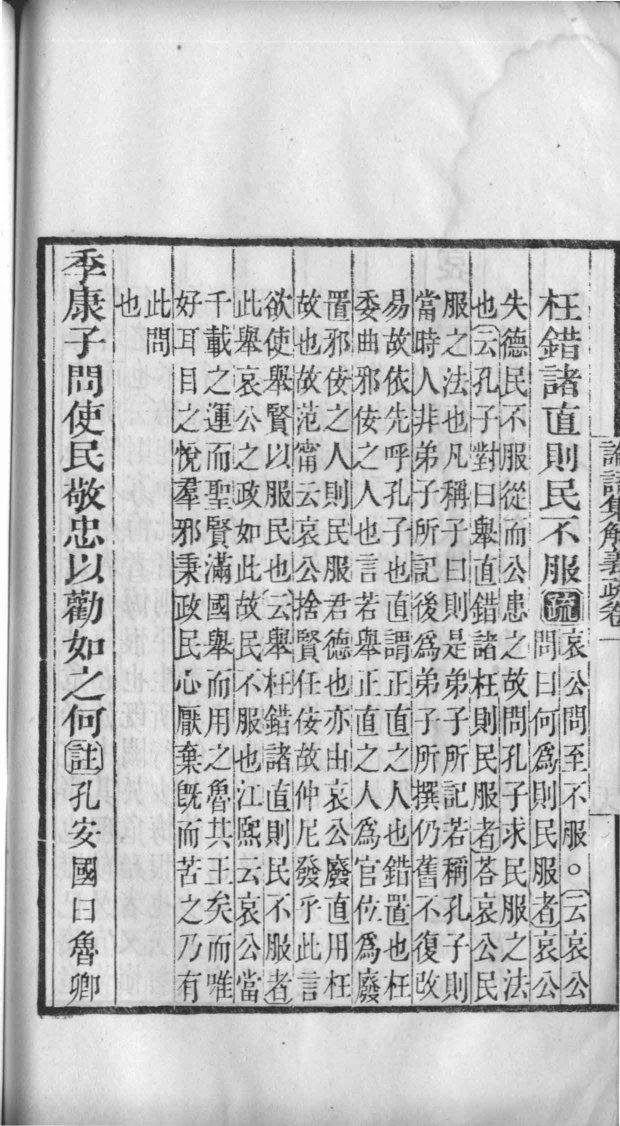 論語集解義疏卷一
枉錯諸直則民不服疏哀公問至不服。云哀公
問曰何爲則民服者哀公
失德民不服從而公患之故問孔子求民服之法
也云孔子對曰舉直錯諸枉則民服者荅哀公民
服之法也凡稱子曰則是弟子所記若稱孔子則
當時人非弟子所記後爲弟子所撰仍舊不復改
易故依先呼孔子也直謂正直之人也錯置也枉
委曲邪佞之人也言若舉正直之人爲官位爲廢
置邪佞之人則民服君德也亦由哀公廢直用枉
故也故范甯云哀公捨賢任佞故仲尼發乎此言
欲使舉賢以服民也云舉枉錯諸直則民不服者
此舉哀公之政如此故民不服也江熙云哀公當
千載之運而聖賢滿國舉而用之魯其王矣而唯
好耳目之悅羣邪秉政民心厭棄旣而苦之乃有
此問
也
季康子問使民敬忠以勸如之何註孔安國曰魯卿